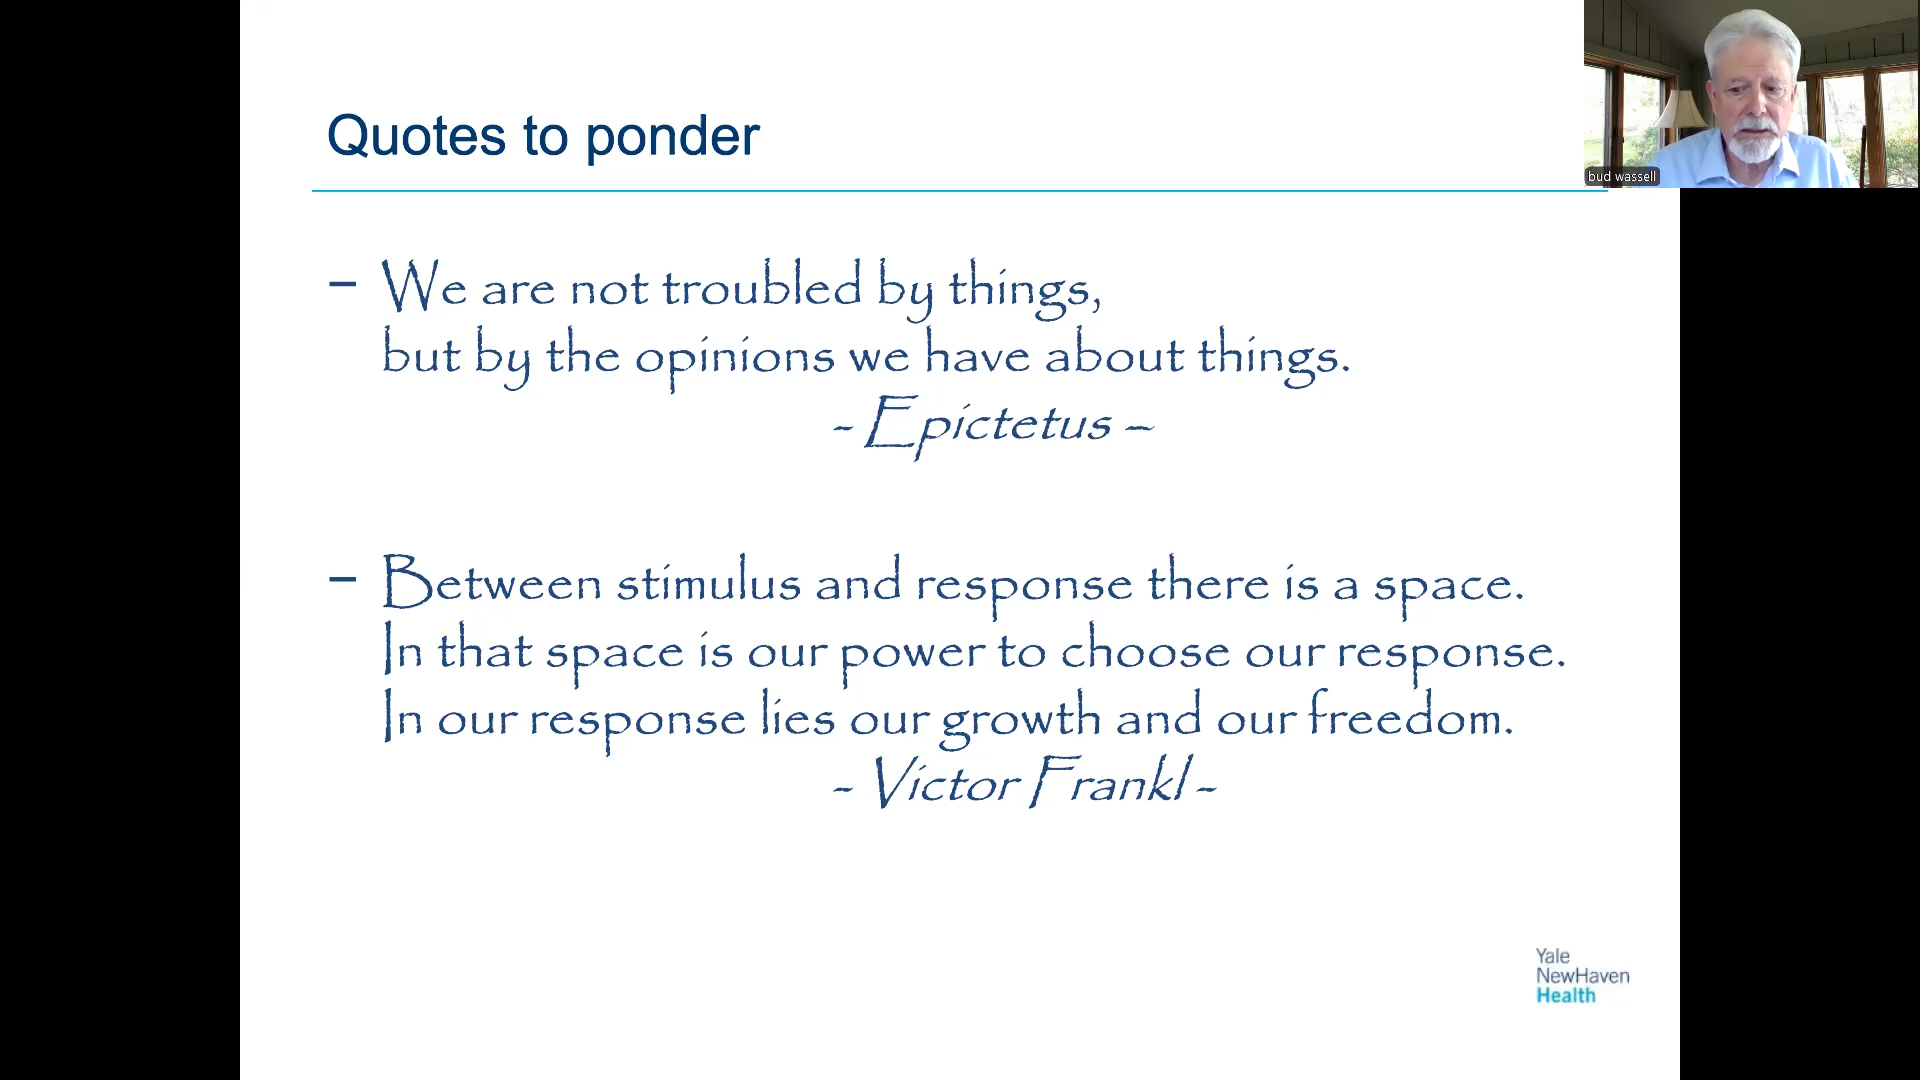 Quotes to ponder
bud wassell
– We are not troubled by things,
but by the opinions we have about things.
- Epictetus –
– Between stimulus and response there is a space.
In that space is our power to choose our response.
In our response lies our growth and our freedom.
- Victor Frankl -
Yale
NewHaven
Health